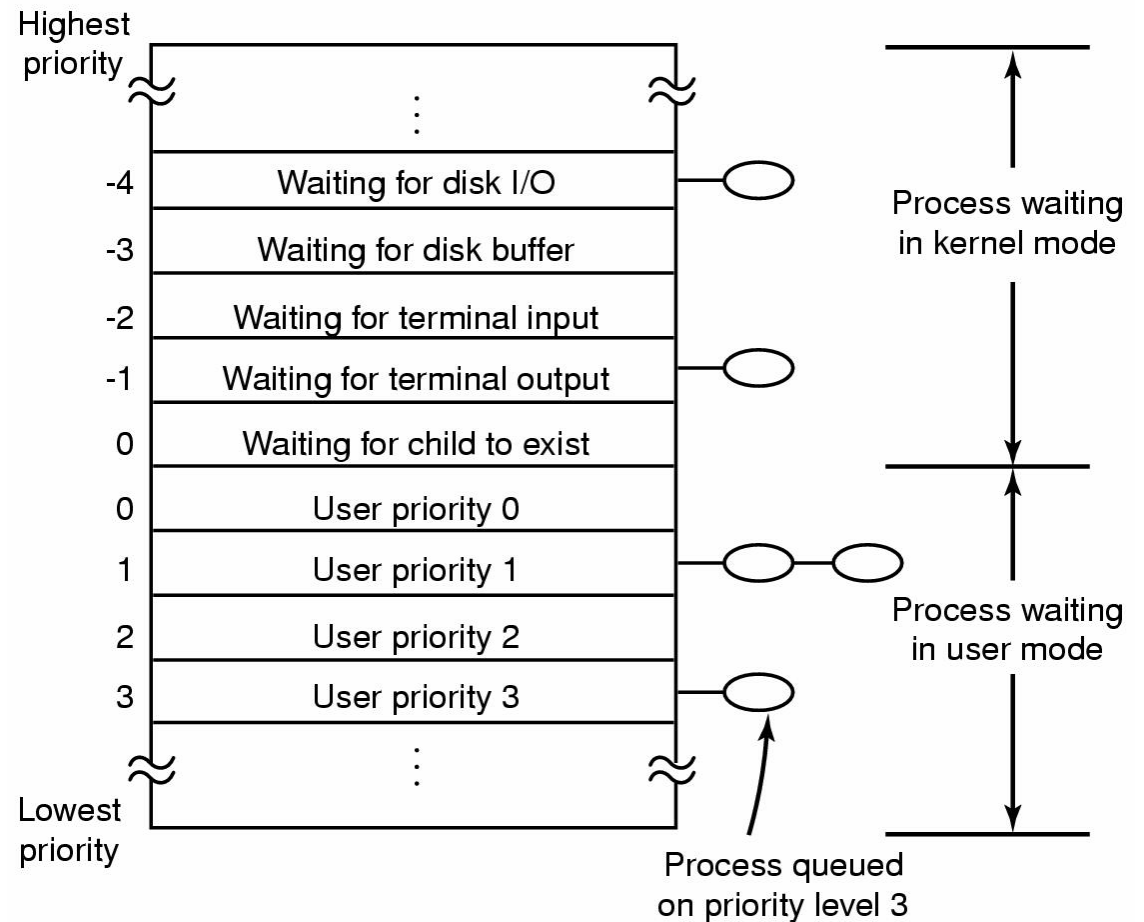 Highest
priority
⋮
-4 Waiting for disk I/O
-3 Waiting for disk buffer
-2 Waiting for terminal input
-1 Waiting for terminal output
0 Waiting for child to exist
0 User priority 0
1 User priority 1
2 User priority 2
3 User priority 3
⋮
Lowest
priority
Process waiting
in kernel mode
Process waiting
in user mode
Process queued
on priority level 3